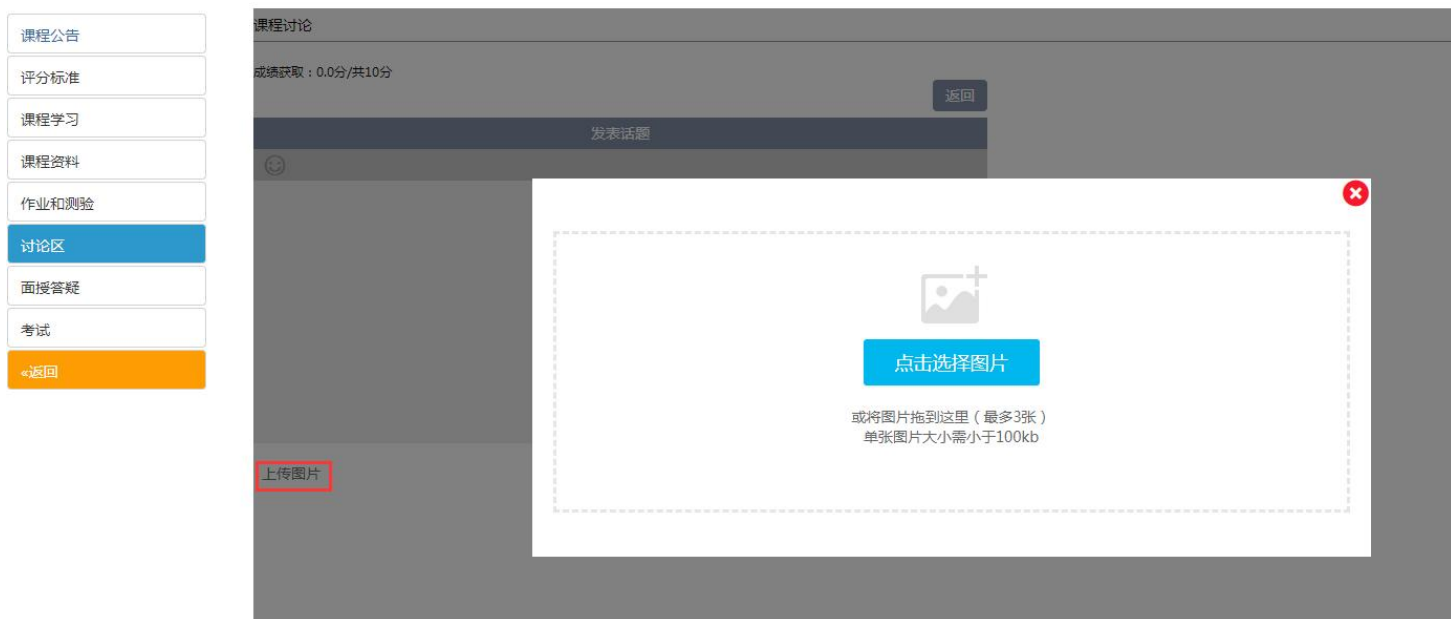 课程公告
评分标准
课程学习
课程资料
作业和测验
讨论区
面授答疑
考试
«返回
课程讨论
成绩获取：0.0分/共10分
返回
发表话题
点击选择图片
或将图片拖到这里（最多3张）
单张图片大小需小于100kb
上传图片